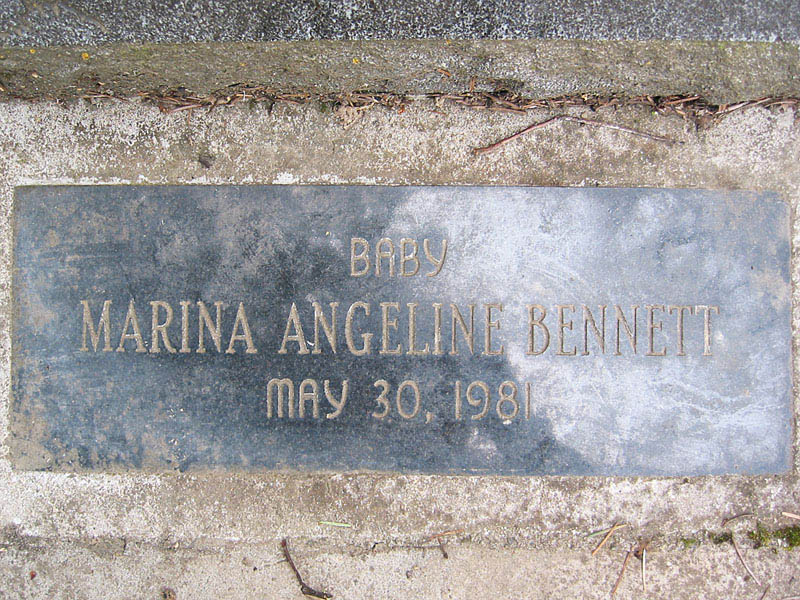 BABY
MARINA ANGELINE BENNETT
MAY 30, 1981